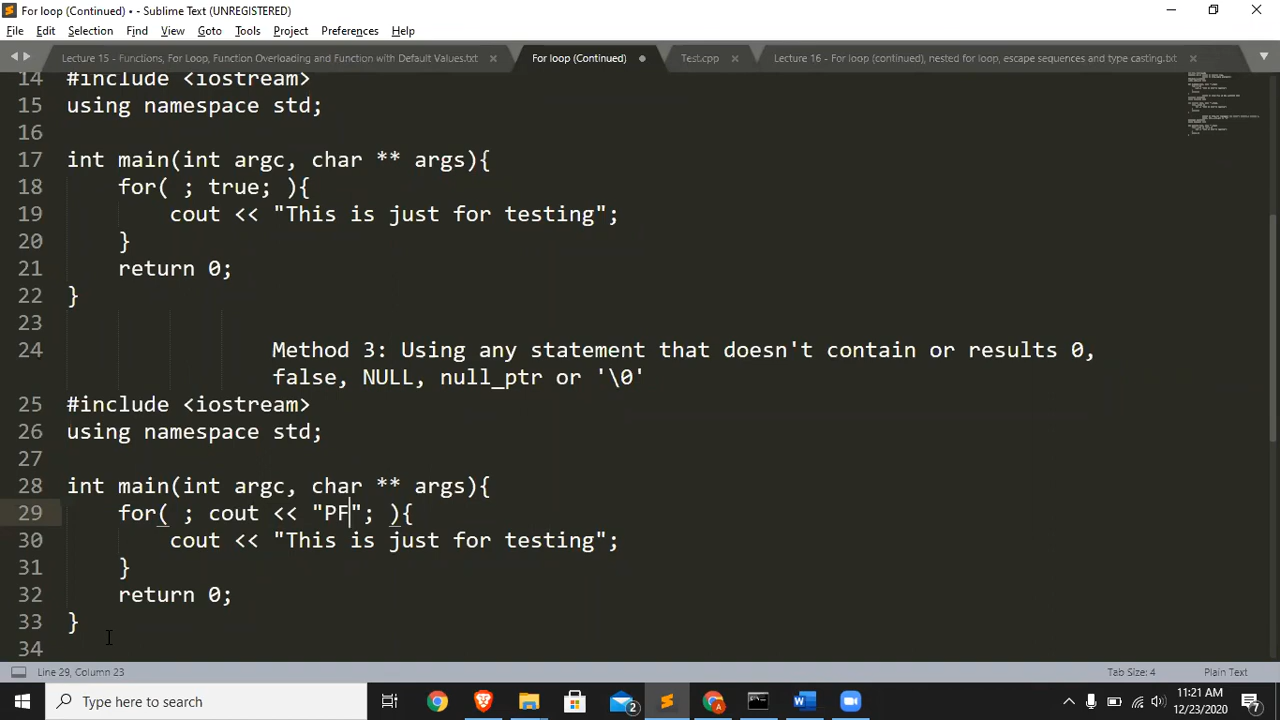 For loop (Continued) • - Sublime Text (UNREGISTERED)
File Edit Selection Find View Goto Tools Project Preferences Help
Lecture 15 - Functions, For Loop, Function Overloading and Function with Default Values.txt For loop (Continued) Test.cpp Lecture 16 - For loop (continued), nested for loop, escape sequences and type casting.txt
14 #include <iostream>
15 using namespace std;
16
17 int main(int argc, char ** args){
18 for( ; true; ){
19 cout << "This is just for testing";
20 }
21 return 0;
22 }
23
24 Method 3: Using any statement that doesn't contain or results 0,
false, NULL, null_ptr or '\0'
25 #include <iostream>
26 using namespace std;
27
28 int main(int argc, char ** args){
29 for( ; cout << "PF"; ){
30 cout << "This is just for testing";
31 }
32 return 0;
33 }
34
Line 29, Column 23 Tab Size: 4 Plain Text
Type here to search 2 11:21 AM
12/23/2020 7